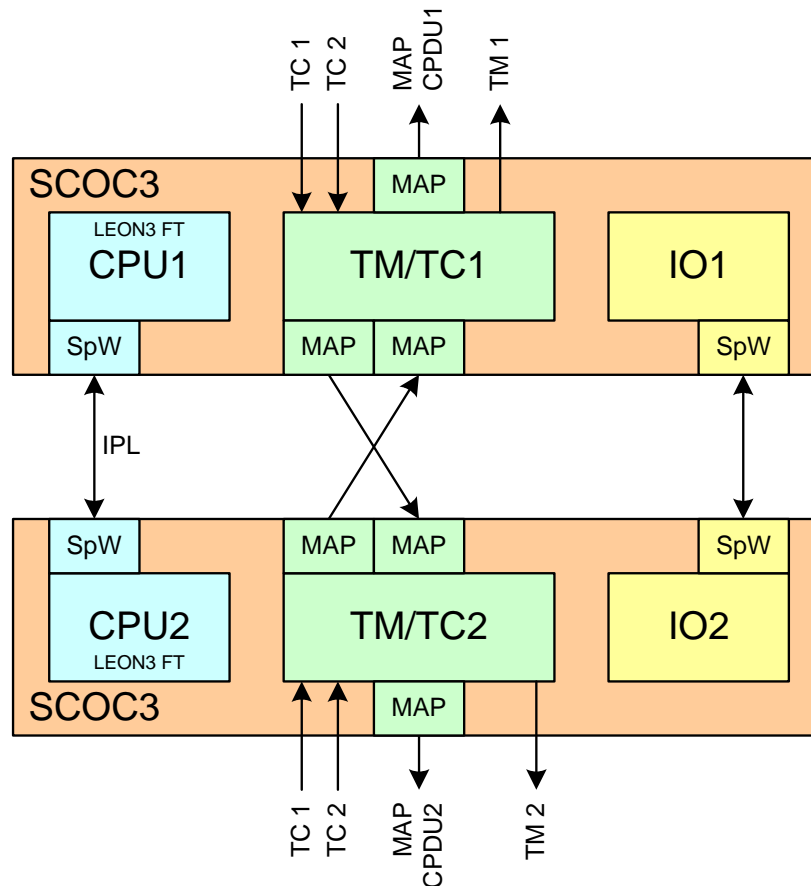 TC 1
TC 2
MAP
CPDU1
TM 1
SCOC3
MAP
LEON3 FT
CPU1
TM/TC1
IO1
SpW
MAP
MAP
SpW
IPL
SpW
MAP
MAP
SpW
CPU2
LEON3 FT
TM/TC2
IO2
SCOC3
MAP
TC 1
TC 2
MAP
CPDU2
TM 2